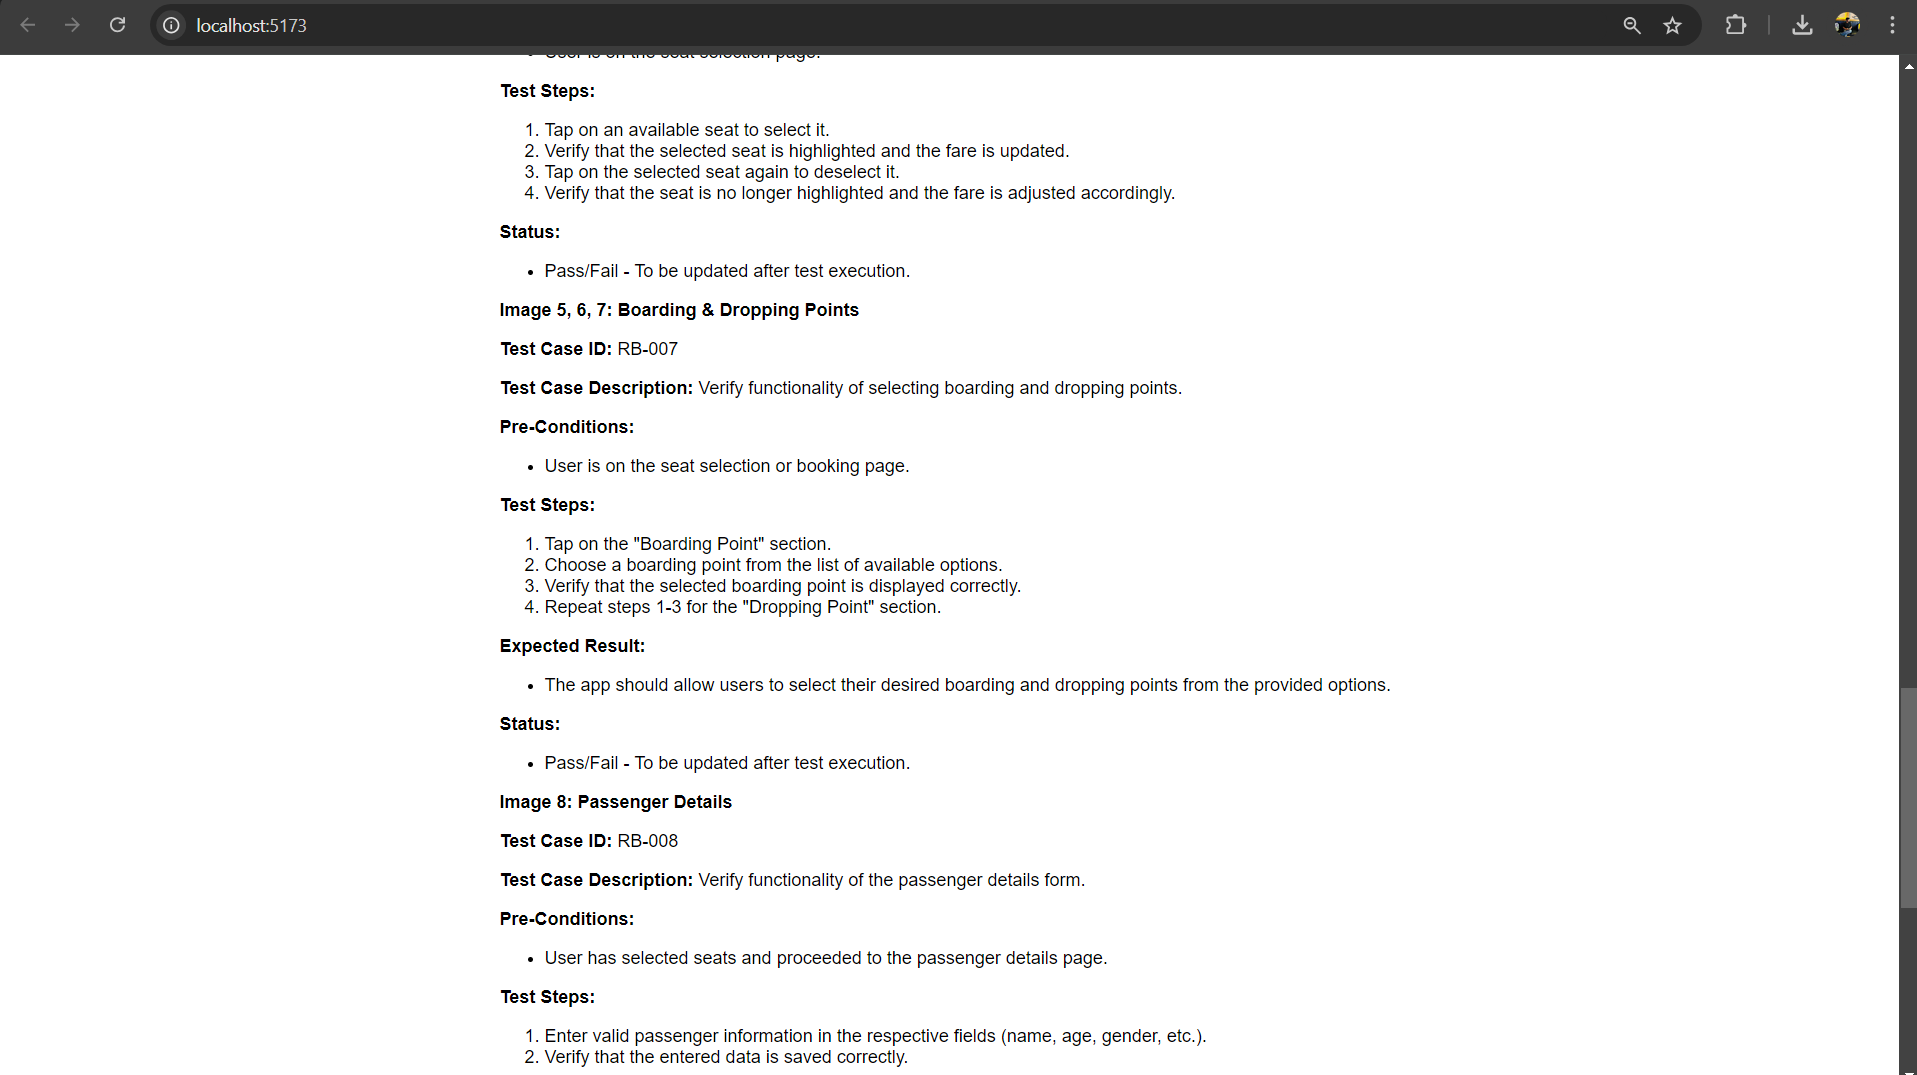 localhost:5173
User is on the seat selection page.
Test Steps:
1. Tap on an available seat to select it.
2. Verify that the selected seat is highlighted and the fare is updated.
3. Tap on the selected seat again to deselect it.
4. Verify that the seat is no longer highlighted and the fare is adjusted accordingly.
Status:
• Pass/Fail - To be updated after test execution.
Image 5, 6, 7: Boarding & Dropping Points
Test Case ID: RB-007
Test Case Description: Verify functionality of selecting boarding and dropping points.
Pre-Conditions:
• User is on the seat selection or booking page.
Test Steps:
1. Tap on the "Boarding Point" section.
2. Choose a boarding point from the list of available options.
3. Verify that the selected boarding point is displayed correctly.
4. Repeat steps 1-3 for the "Dropping Point" section.
Expected Result:
• The app should allow users to select their desired boarding and dropping points from the provided options.
Status:
• Pass/Fail - To be updated after test execution.
Image 8: Passenger Details
Test Case ID: RB-008
Test Case Description: Verify functionality of the passenger details form.
Pre-Conditions:
• User has selected seats and proceeded to the passenger details page.
Test Steps:
1. Enter valid passenger information in the respective fields (name, age, gender, etc.).
2. Verify that the entered data is saved correctly.